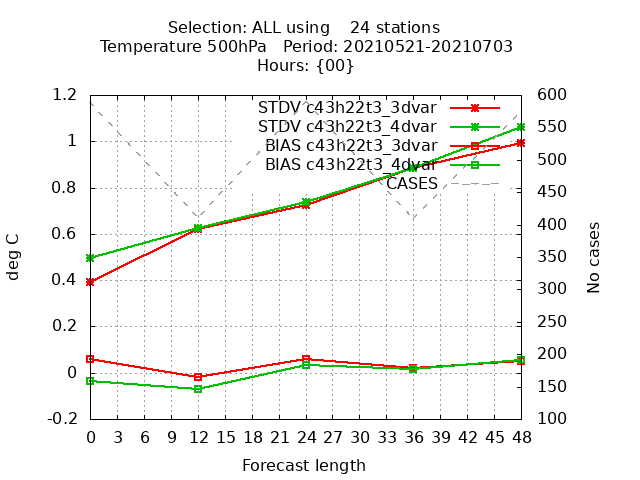 Selection: ALL using    24 stations
Temperature 500hPa   Period: 20210521-20210703
Hours: {00}
1.2
1
0.8
0.6
0.4
0.2
0
-0.2
deg C
STDV c43h22t3_3dvar
STDV c43h22t3_4dvar
BIAS c43h22t3_3dvar
BIAS c43h22t3_4dvar
CASES
600
550
500
450
400
350
300
250
200
150
100
No cases
0 3 6 9 12 15 18 21 24 27 30 33 36 39 42 45 48
Forecast length